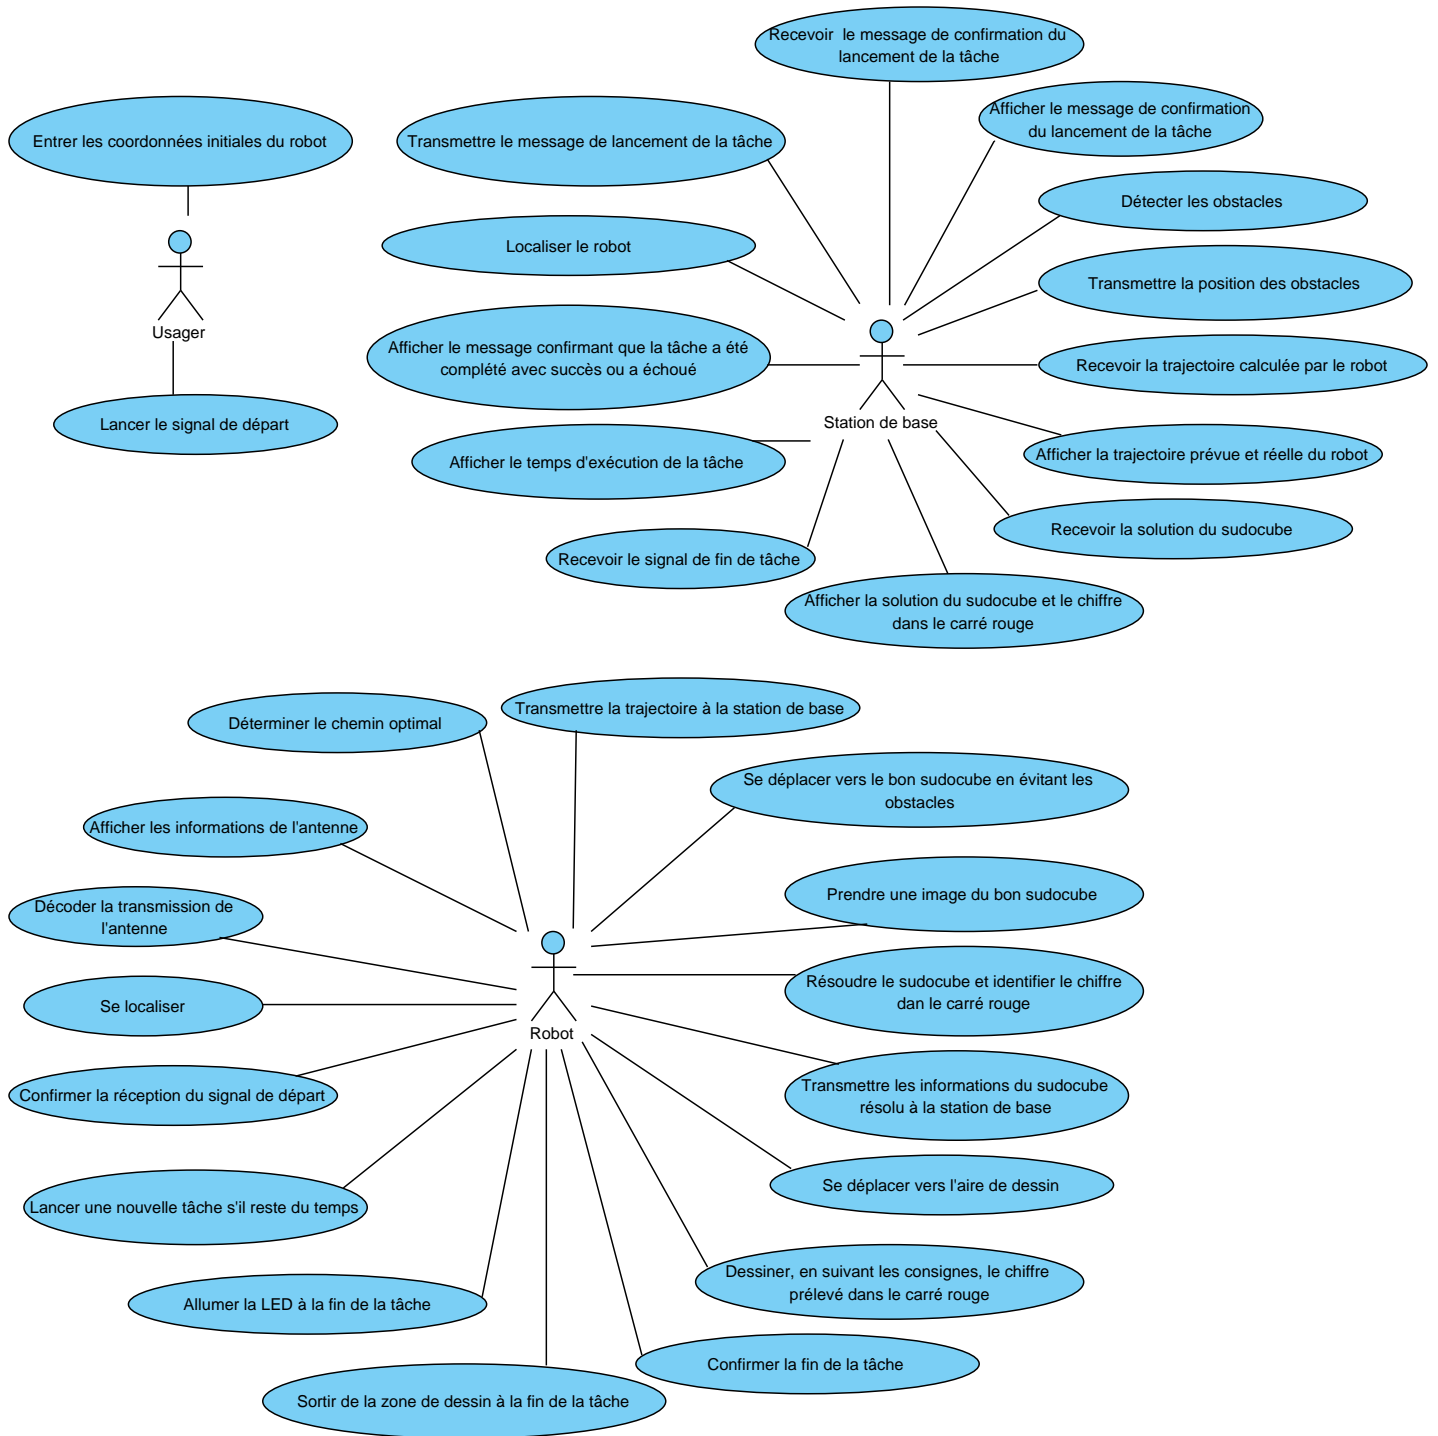 Entrer les coordonnées initiales du robot
Usager
Lancer le signal de départ
Recevoir  le message de confirmation du
lancement de la tâche
Afficher le message de confirmation
du lancement de la tâche
Transmettre le message de lancement de la tâche
Détecter les obstacles
Localiser le robot
Transmettre la position des obstacles
Afficher le message confirmant que la tâche a été
complété avec succès ou a échoué
Recevoir la trajectoire calculée par le robot
Station de base
Afficher le temps d'exécution de la tâche
Afficher la trajectoire prévue et réelle du robot
Recevoir la solution du sudocube
Recevoir le signal de fin de tâche
Afficher la solution du sudocube et le chiffre
dans le carré rouge
Déterminer le chemin optimal
Transmettre la trajectoire à la station de base
Se déplacer vers le bon sudocube en évitant les
obstacles
Afficher les informations de l'antenne
Prendre une image du bon sudocube
Décoder la transmission de
l'antenne
Se localiser
Résoudre le sudocube et identifier le chiffre
dan le carré rouge
Robot
Confirmer la réception du signal de départ
Transmettre les informations du sudocube
résolu à la station de base
Se déplacer vers l'aire de dessin
Lancer une nouvelle tâche s'il reste du temps
Dessiner, en suivant les consignes, le chiffre
prélevé dans le carré rouge
Allumer la LED à la fin de la tâche
Confirmer la fin de la tâche
Sortir de la zone de dessin à la fin de la tâche